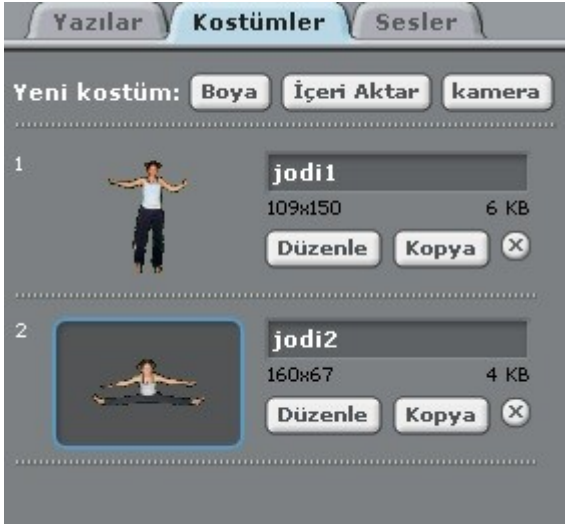 Yazılar Kostümler Sesler
Yeni kostüm: Boya İçeri Aktar kamera
1
jodi1
109x150 6 KB
Düzenle Kopya
2
jodi2
160x67 4 KB
Düzenle Kopya